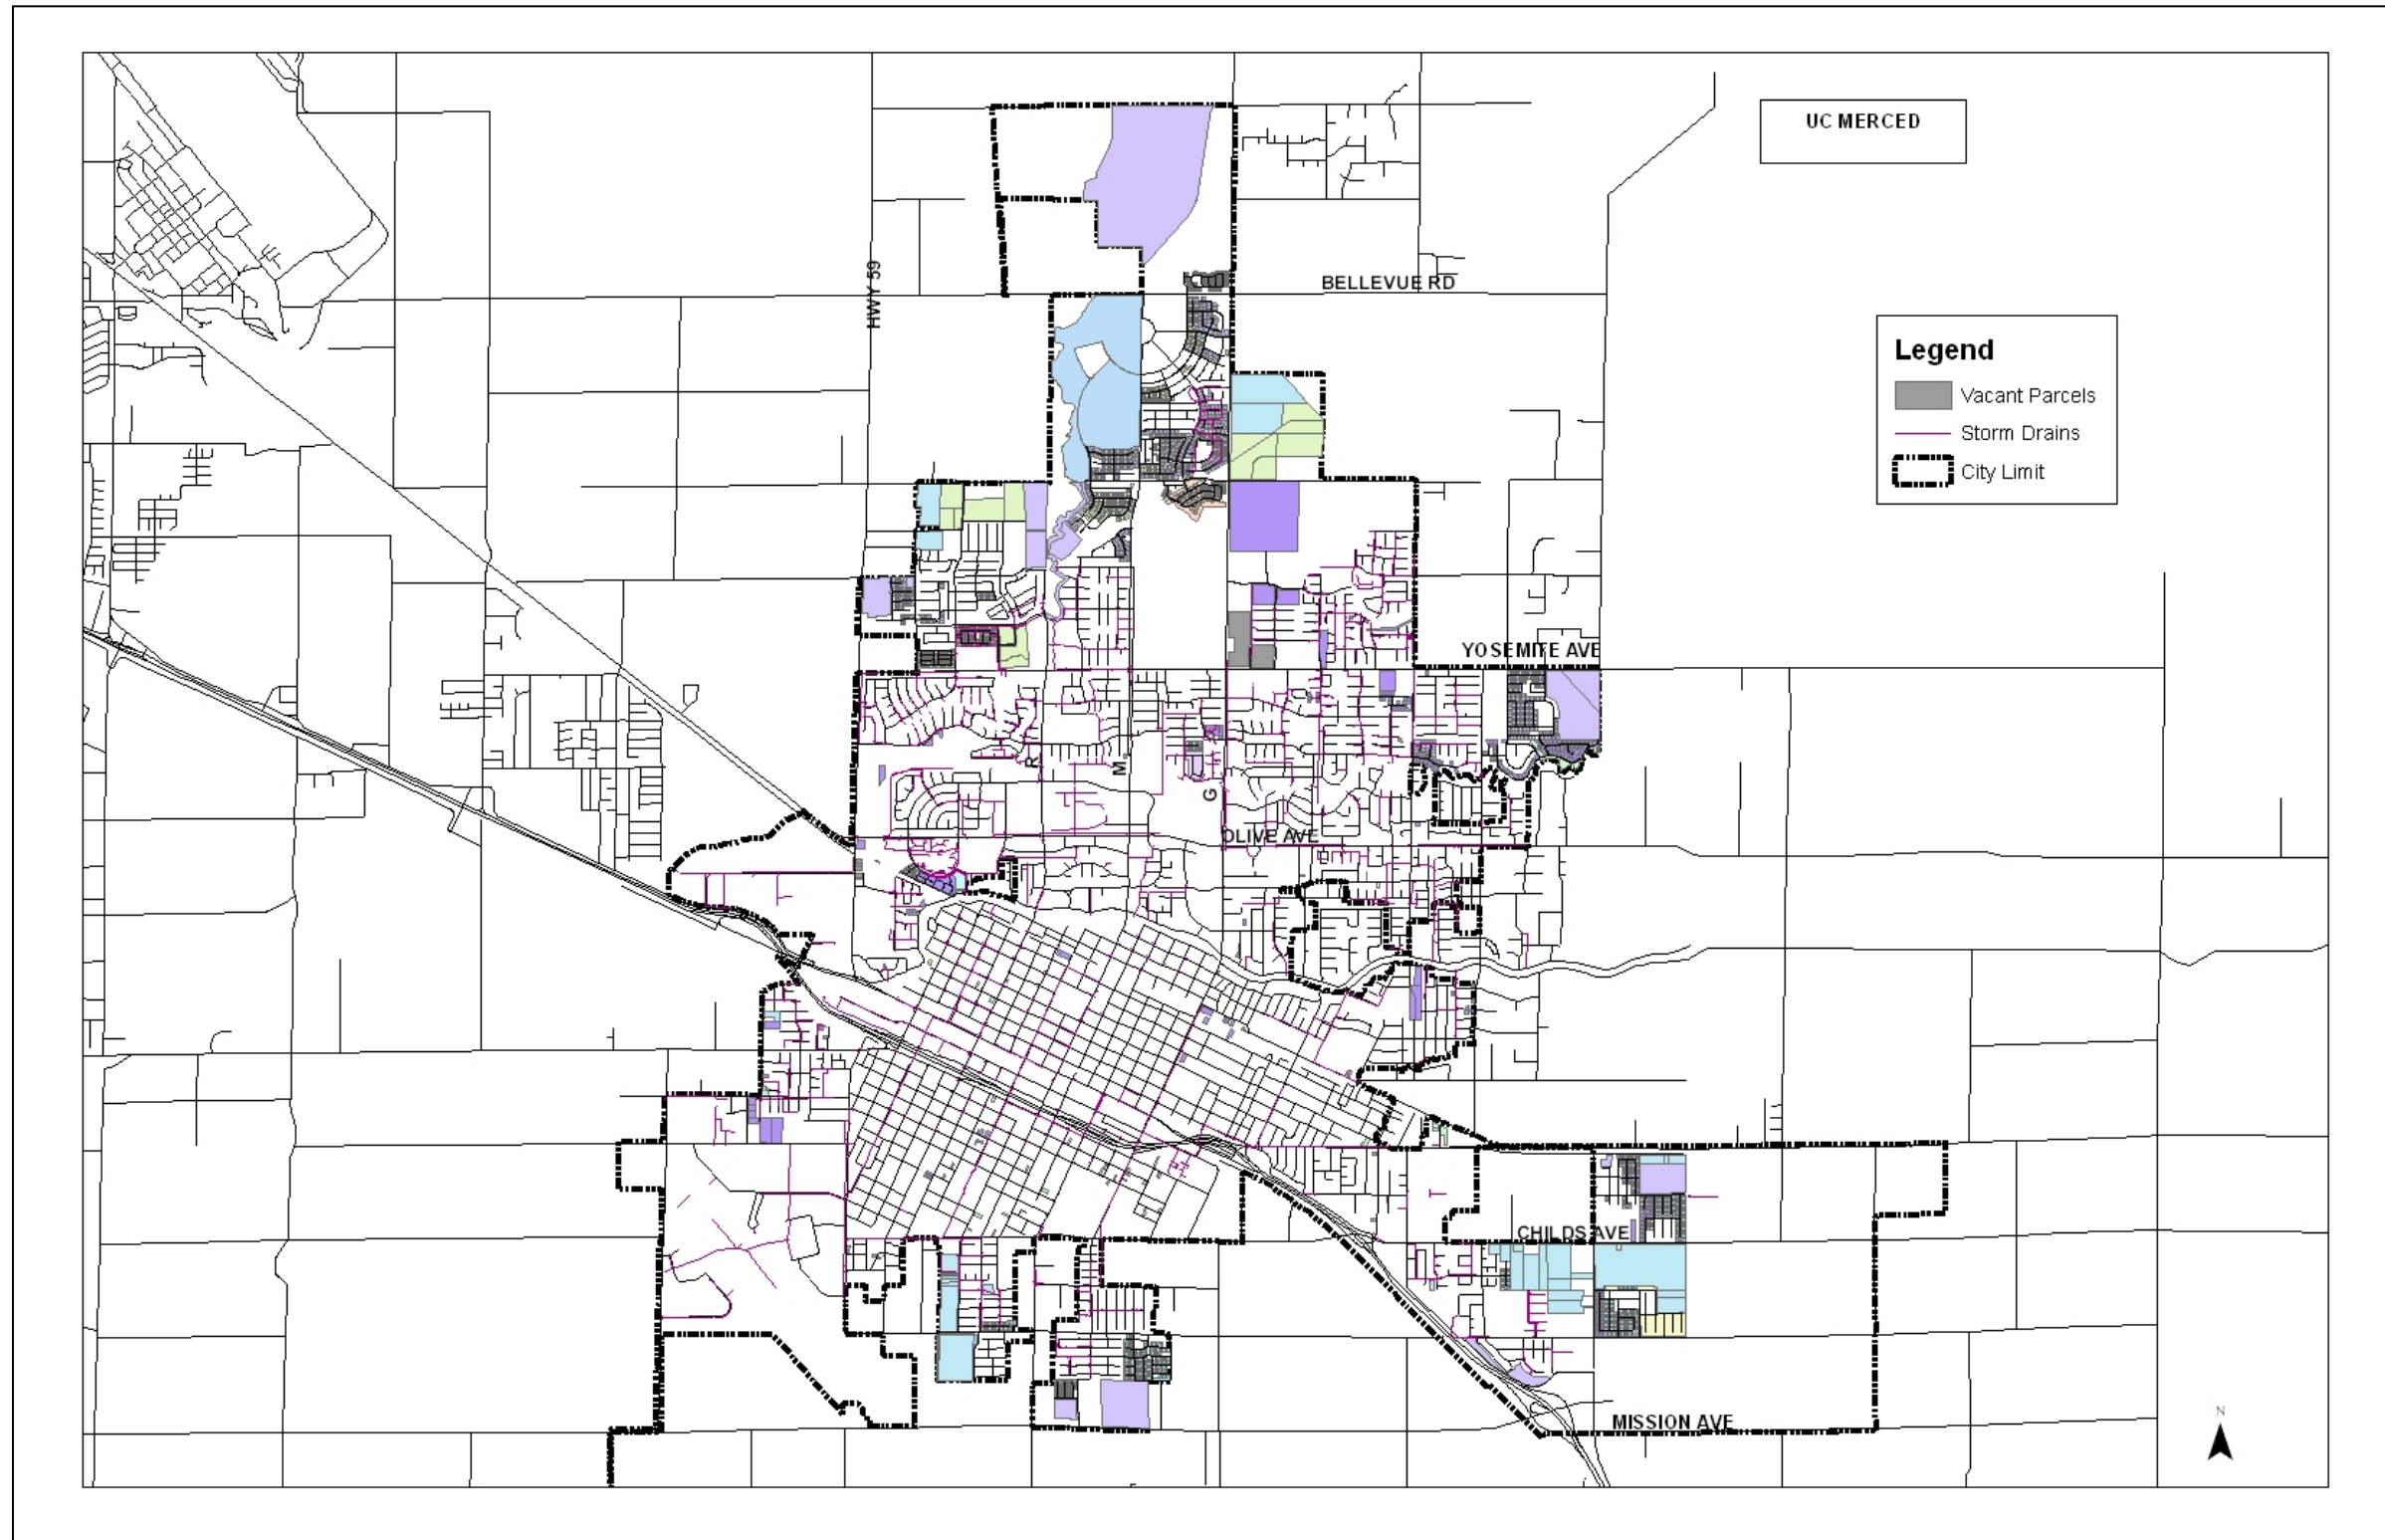 UC MERCED
HWY 59
BELLEVUE RD
Legend
Vacant Parcels
Storm Drains
City Limit
YOSEMITE AVE
R
M
G
OLIVE AVE
CHILDS AVE
MISSION AVE
N